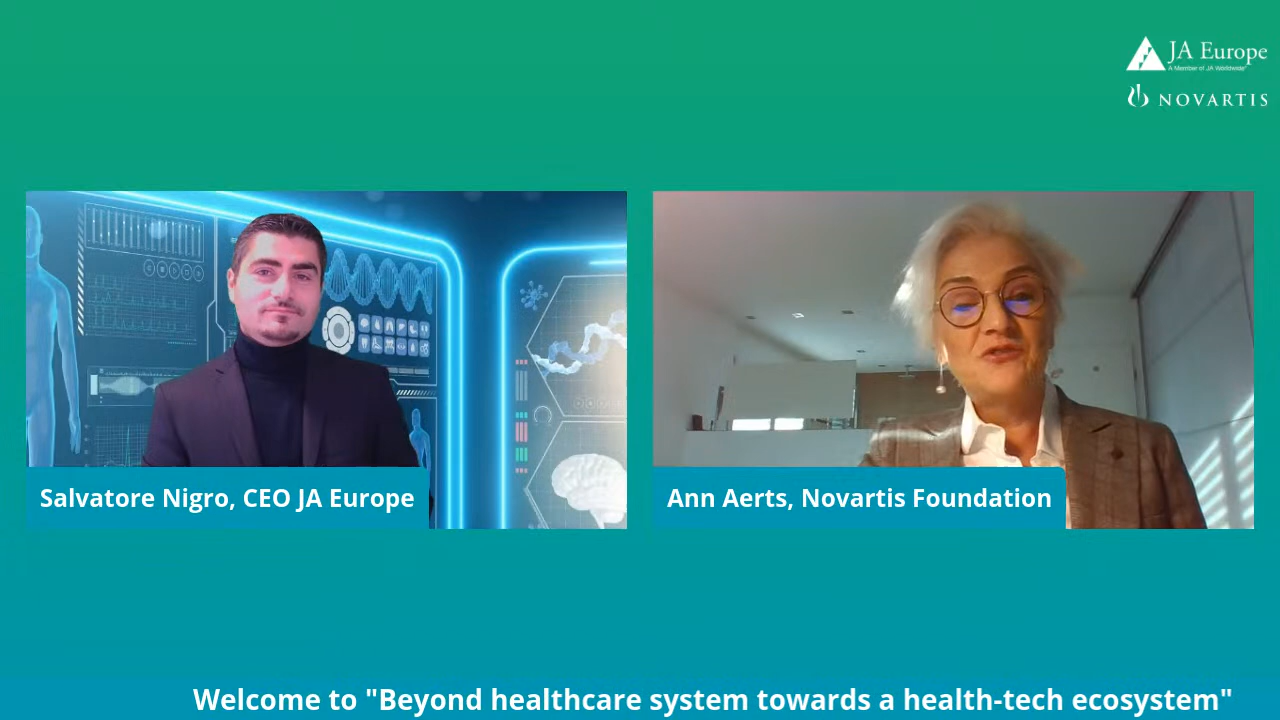 JA Europe
A Member of JA Worldwide
NOVARTIS
Salvatore Nigro, CEO JA Europe
Ann Aerts, Novartis Foundation
Welcome to "Beyond healthcare system towards a health-tech ecosystem"